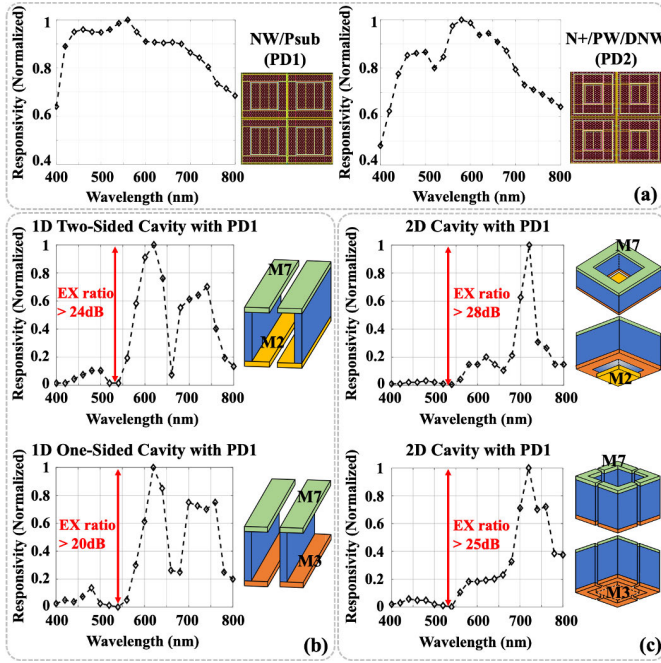 Responsivity (Normalized)
1
0.8
0.6
0.4
400 500 600 700 800
Wavelength (nm)
NW/Psub
(PD1)
Responsivity (Normalized)
1
0.8
0.6
0.4
400 500 600 700 800
Wavelength (nm)
N+/PW/DNW
(PD2)
(a)
1D Two-Sided Cavity with PD1
Responsivity (Normalized)
1
0.8
0.6
0.4
0.2
0
400 500 600 700 800
Wavelength (nm)
EX ratio
> 24dB
M7
M2
1D One-Sided Cavity with PD1
Responsivity (Normalized)
1
0.8
0.6
0.4
0.2
0
400 500 600 700 800
Wavelength (nm)
EX ratio
> 20dB
M7
M3
(b)
2D Cavity with PD1
Responsivity (Normalized)
1
0.8
0.6
0.4
0.2
0
400 500 600 700 800
Wavelength (nm)
EX ratio
> 28dB
M7
M2
2D Cavity with PD1
Responsivity (Normalized)
1
0.8
0.6
0.4
0.2
0
400 500 600 700 800
Wavelength (nm)
EX ratio
> 25dB
M7
M3
(c)